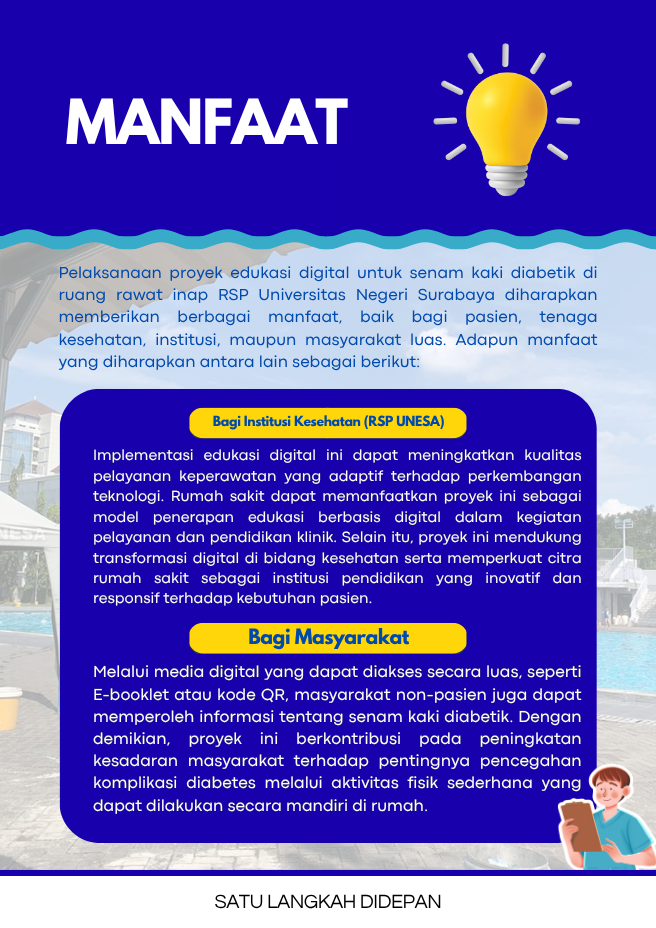 MANFAAT
Pelaksanaan proyek edukasi digital untuk senam kaki diabetik di
ruang rawat inap RSP Universitas Negeri Surabaya diharapkan
memberikan berbagai manfaat, baik bagi pasien, tenaga
kesehatan, institusi, maupun masyarakat luas. Adapun manfaat
yang diharapkan antara lain sebagai berikut:
Bagi Institusi Kesehatan (RSP UNESA)
Implementasi edukasi digital ini dapat meningkatkan kualitas
pelayanan keperawatan yang adaptif terhadap perkembangan
teknologi. Rumah sakit dapat memanfaatkan proyek ini sebagai
model penerapan edukasi berbasis digital dalam kegiatan
pelayanan dan pendidikan klinik. Selain itu, proyek ini mendukung
transformasi digital di bidang kesehatan serta memperkuat citra
rumah sakit sebagai institusi pendidikan yang inovatif dan
responsif terhadap kebutuhan pasien.
Bagi Masyarakat
Melalui media digital yang dapat diakses secara luas, seperti
E-booklet atau kode QR, masyarakat non-pasien juga dapat
memperoleh informasi tentang senam kaki diabetik. Dengan
demikian, proyek ini berkontribusi pada peningkatan
kesadaran masyarakat terhadap pentingnya pencegahan
komplikasi diabetes melalui aktivitas fisik sederhana yang
dapat dilakukan secara mandiri di rumah.
SATU LANGKAH DIDEPAN